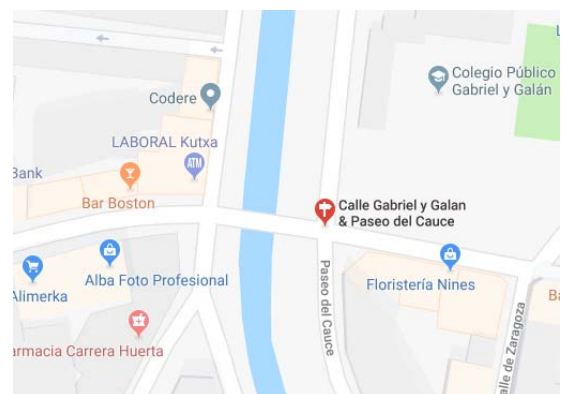 L
Colegio Público
Gabriel y Galán
Codere
LABORAL Kutxa
ATM
Bank
Bar Boston
Calle Gabriel y Galan
& Paseo del Cauce
Alba Foto Profesional
Floristería Nines
Alimerka
Ba
Paseo del Cauce
alle de Zaragoza
armacia Carrera Huerta